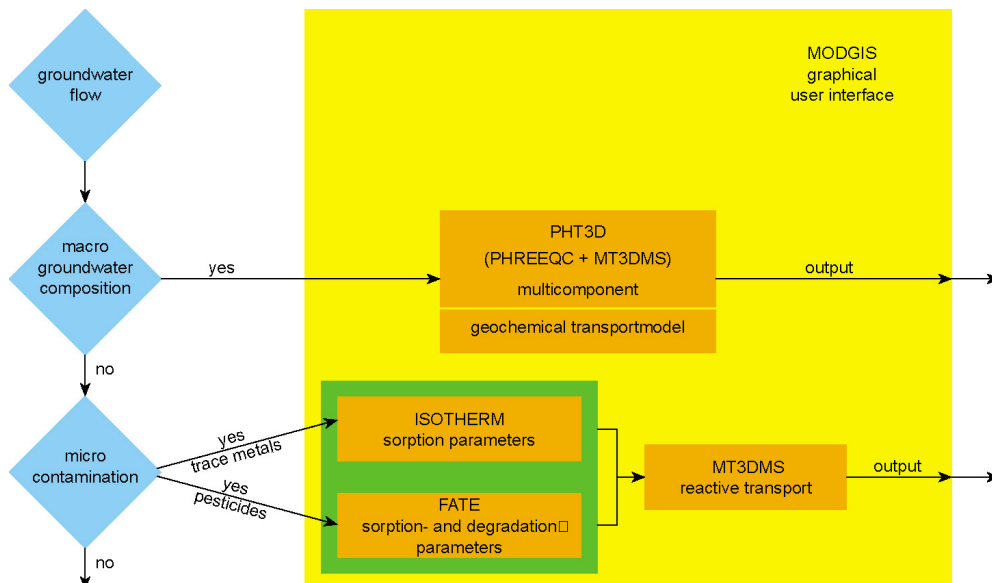 groundwater
flow
MODGIS
graphical
user interface
macro
groundwater
composition
yes
PHT3D
(PHREEQC + MT3DMS)
multicomponent
geochemical transportmodel
output
no
micro
contamination
yes
trace metals
yes
pesticides
ISOTHERM
sorption parameters
FATE
sorption- and degradation□
parameters
MT3DMS
reactive transport
output
no